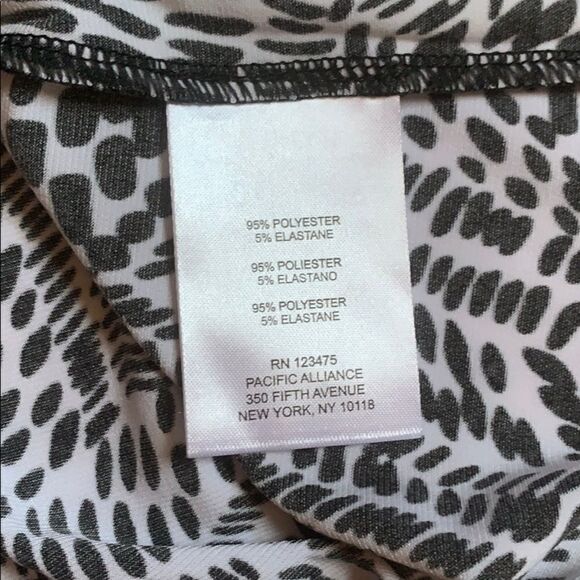 95% POLYESTER
5% ELASTANE
95% POLIESTER
5% ELASTANO
95% POLYESTER
5% ELASTANE
RN 123475
PACIFIC ALLIANCE
350 FIFTH AVENUE
NEW YORK, NY 10118